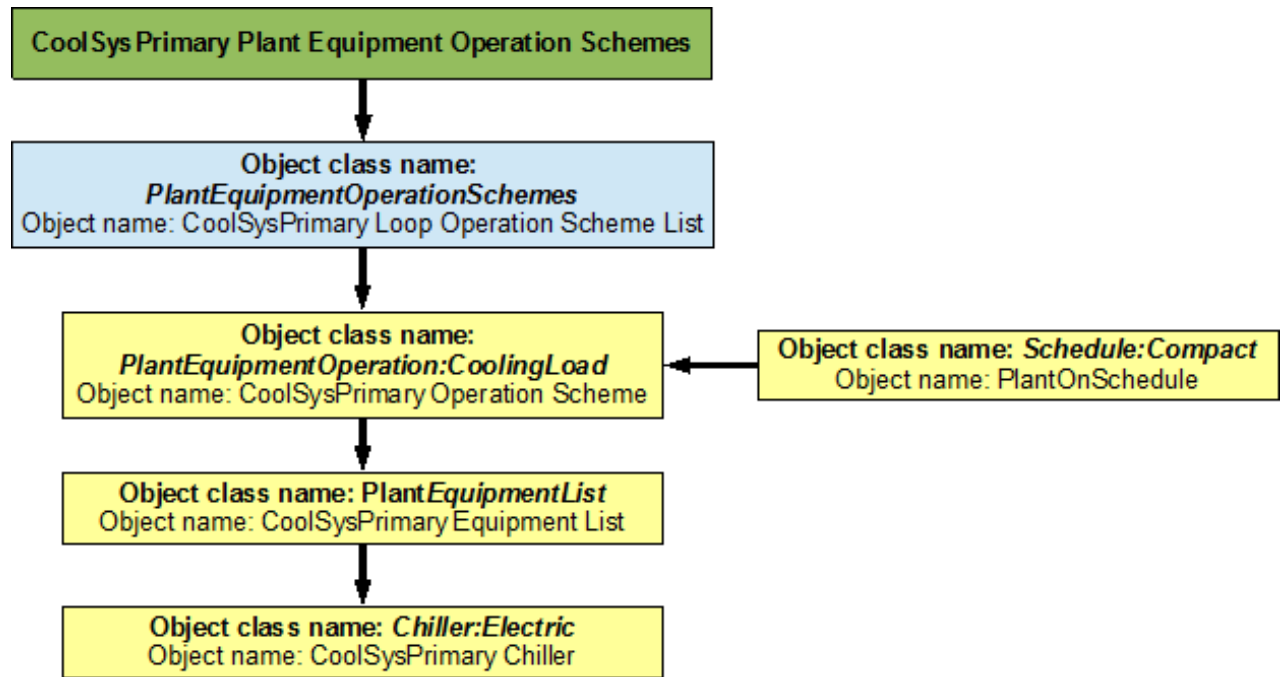 CoolSysPrimary Plant Equipment Operation Schemes
Object class name:
PlantEquipmentOperationSchemes
Object name: CoolSysPrimary Loop Operation Scheme List
Object class name:
PlantEquipmentOperation:CoolingLoad
Object name: CoolSysPrimary Operation Scheme
Object class name: Schedule:Compact
Object name: PlantOnSchedule
Object class name: PlantEquipmentList
Object name: CoolSysPrimary Equipment List
Object class name: Chiller:Electric
Object name: CoolSysPrimary Chiller